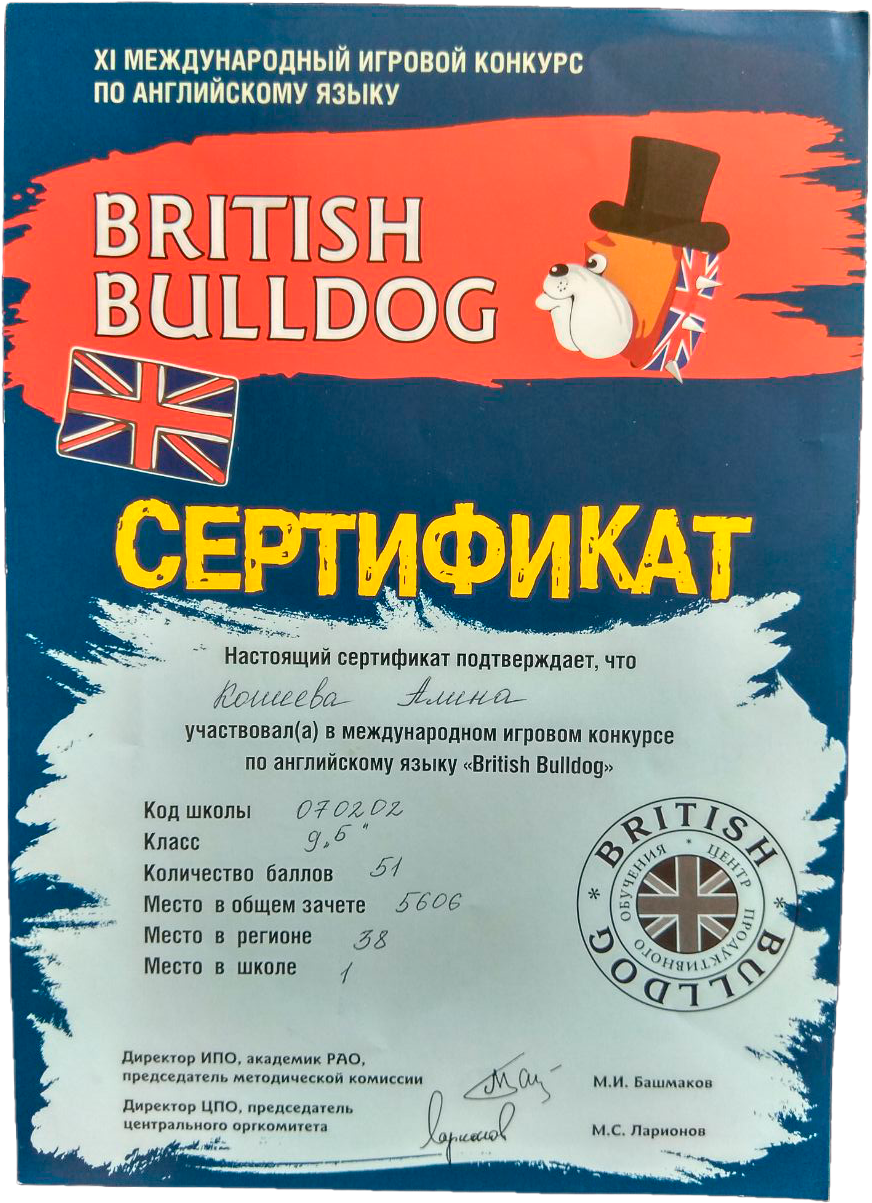 XI МЕЖДУНАРОДНЫЙ ИГРОВОЙ КОНКУРС
ПО АНГЛИЙСКОМУ ЯЗЫКУ
BRITISH
BULLDOG
СЕРТИФИКАТ
Настоящий сертификат подтверждает, что
Кошеева Алина
участвовал(а) в международном игровом конкурсе
по английскому языку «British Bulldog»
Код школы 070202
Класс 9 „Б"
Количество баллов 51
Место в общем зачете 5606
Место в регионе 38
Место в школе 1
BRITISH * BULLDOG *
ЦЕНТР ПРОДУКТИВНОГО ОБУЧЕНИЯ *
Директор ИПО, академик РАО,
председатель методической комиссии М.И. Башмаков
Директор ЦПО, председатель
центрального оргкомитета Ларионов М.С. Ларионов